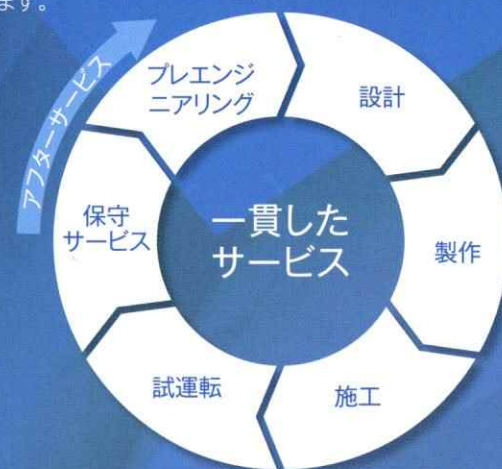 ます。
アフターサービス
プレエンジ
ニアリング
設計
製作
施工
試運転
保守
サービス
一貫した
サービス